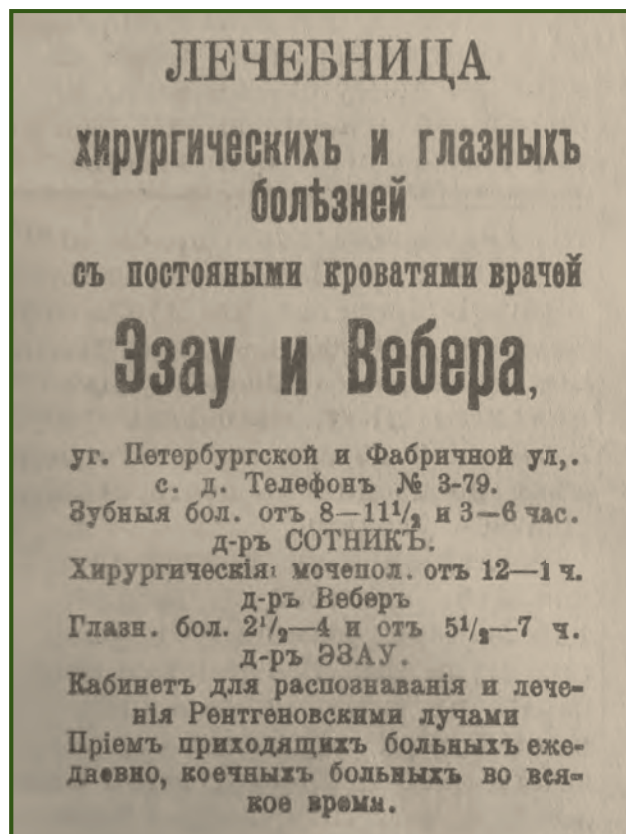 ЛЕЧЕБНИЦА
хирургическихъ и глазныхъ
болѣзней
съ постояными кроватями врачей
Эзау и Вебера,
уг. Петербургской и Фабричной ул,.
с. д. Телефонъ № 3-79.
Зубныя бол. отъ 8—11¹/₂ и 3—6 час.
д-ръ СОТНИКЪ.
Хирургическія мочепол. отъ 12—1 ч.
д-ръ Веберъ
Глазн. бол. 2¹/₂—4 и отъ 5¹/₂—7 ч.
д-ръ ЭЗАУ.
Кабинетъ для распознаванія и лече-
нія Рентгеновскими лучами
Пріемъ приходящихъ больныхъ еже-
дневно, коечныхъ больныхъ во вся-
кое время.